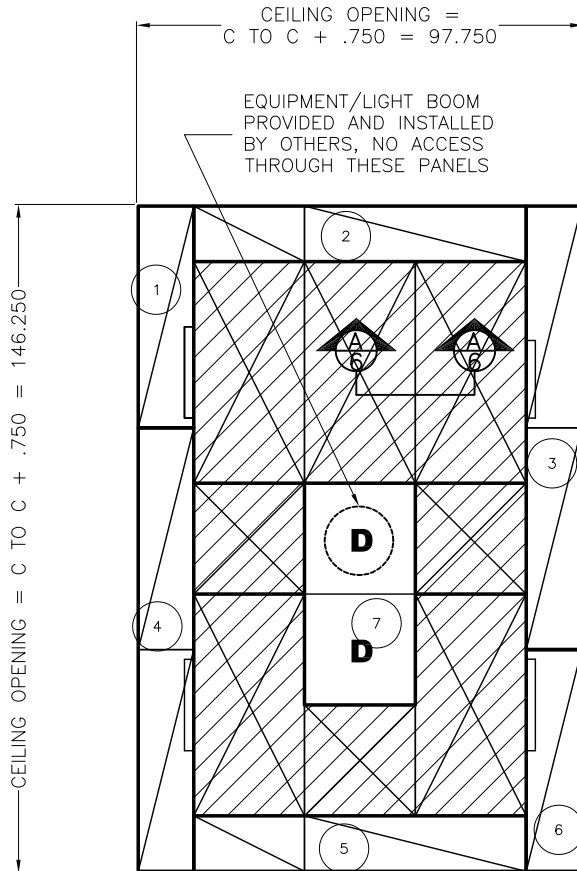 CEILING OPENING =
C TO C + .750 = 97.750
EQUIPMENT/LIGHT BOOM
PROVIDED AND INSTALLED
BY OTHERS, NO ACCESS
THROUGH THESE PANELS
CEILING OPENING = C TO C + .750 = 146.250
2
1
A
6
A
6
3
D
7
4
D
6
5